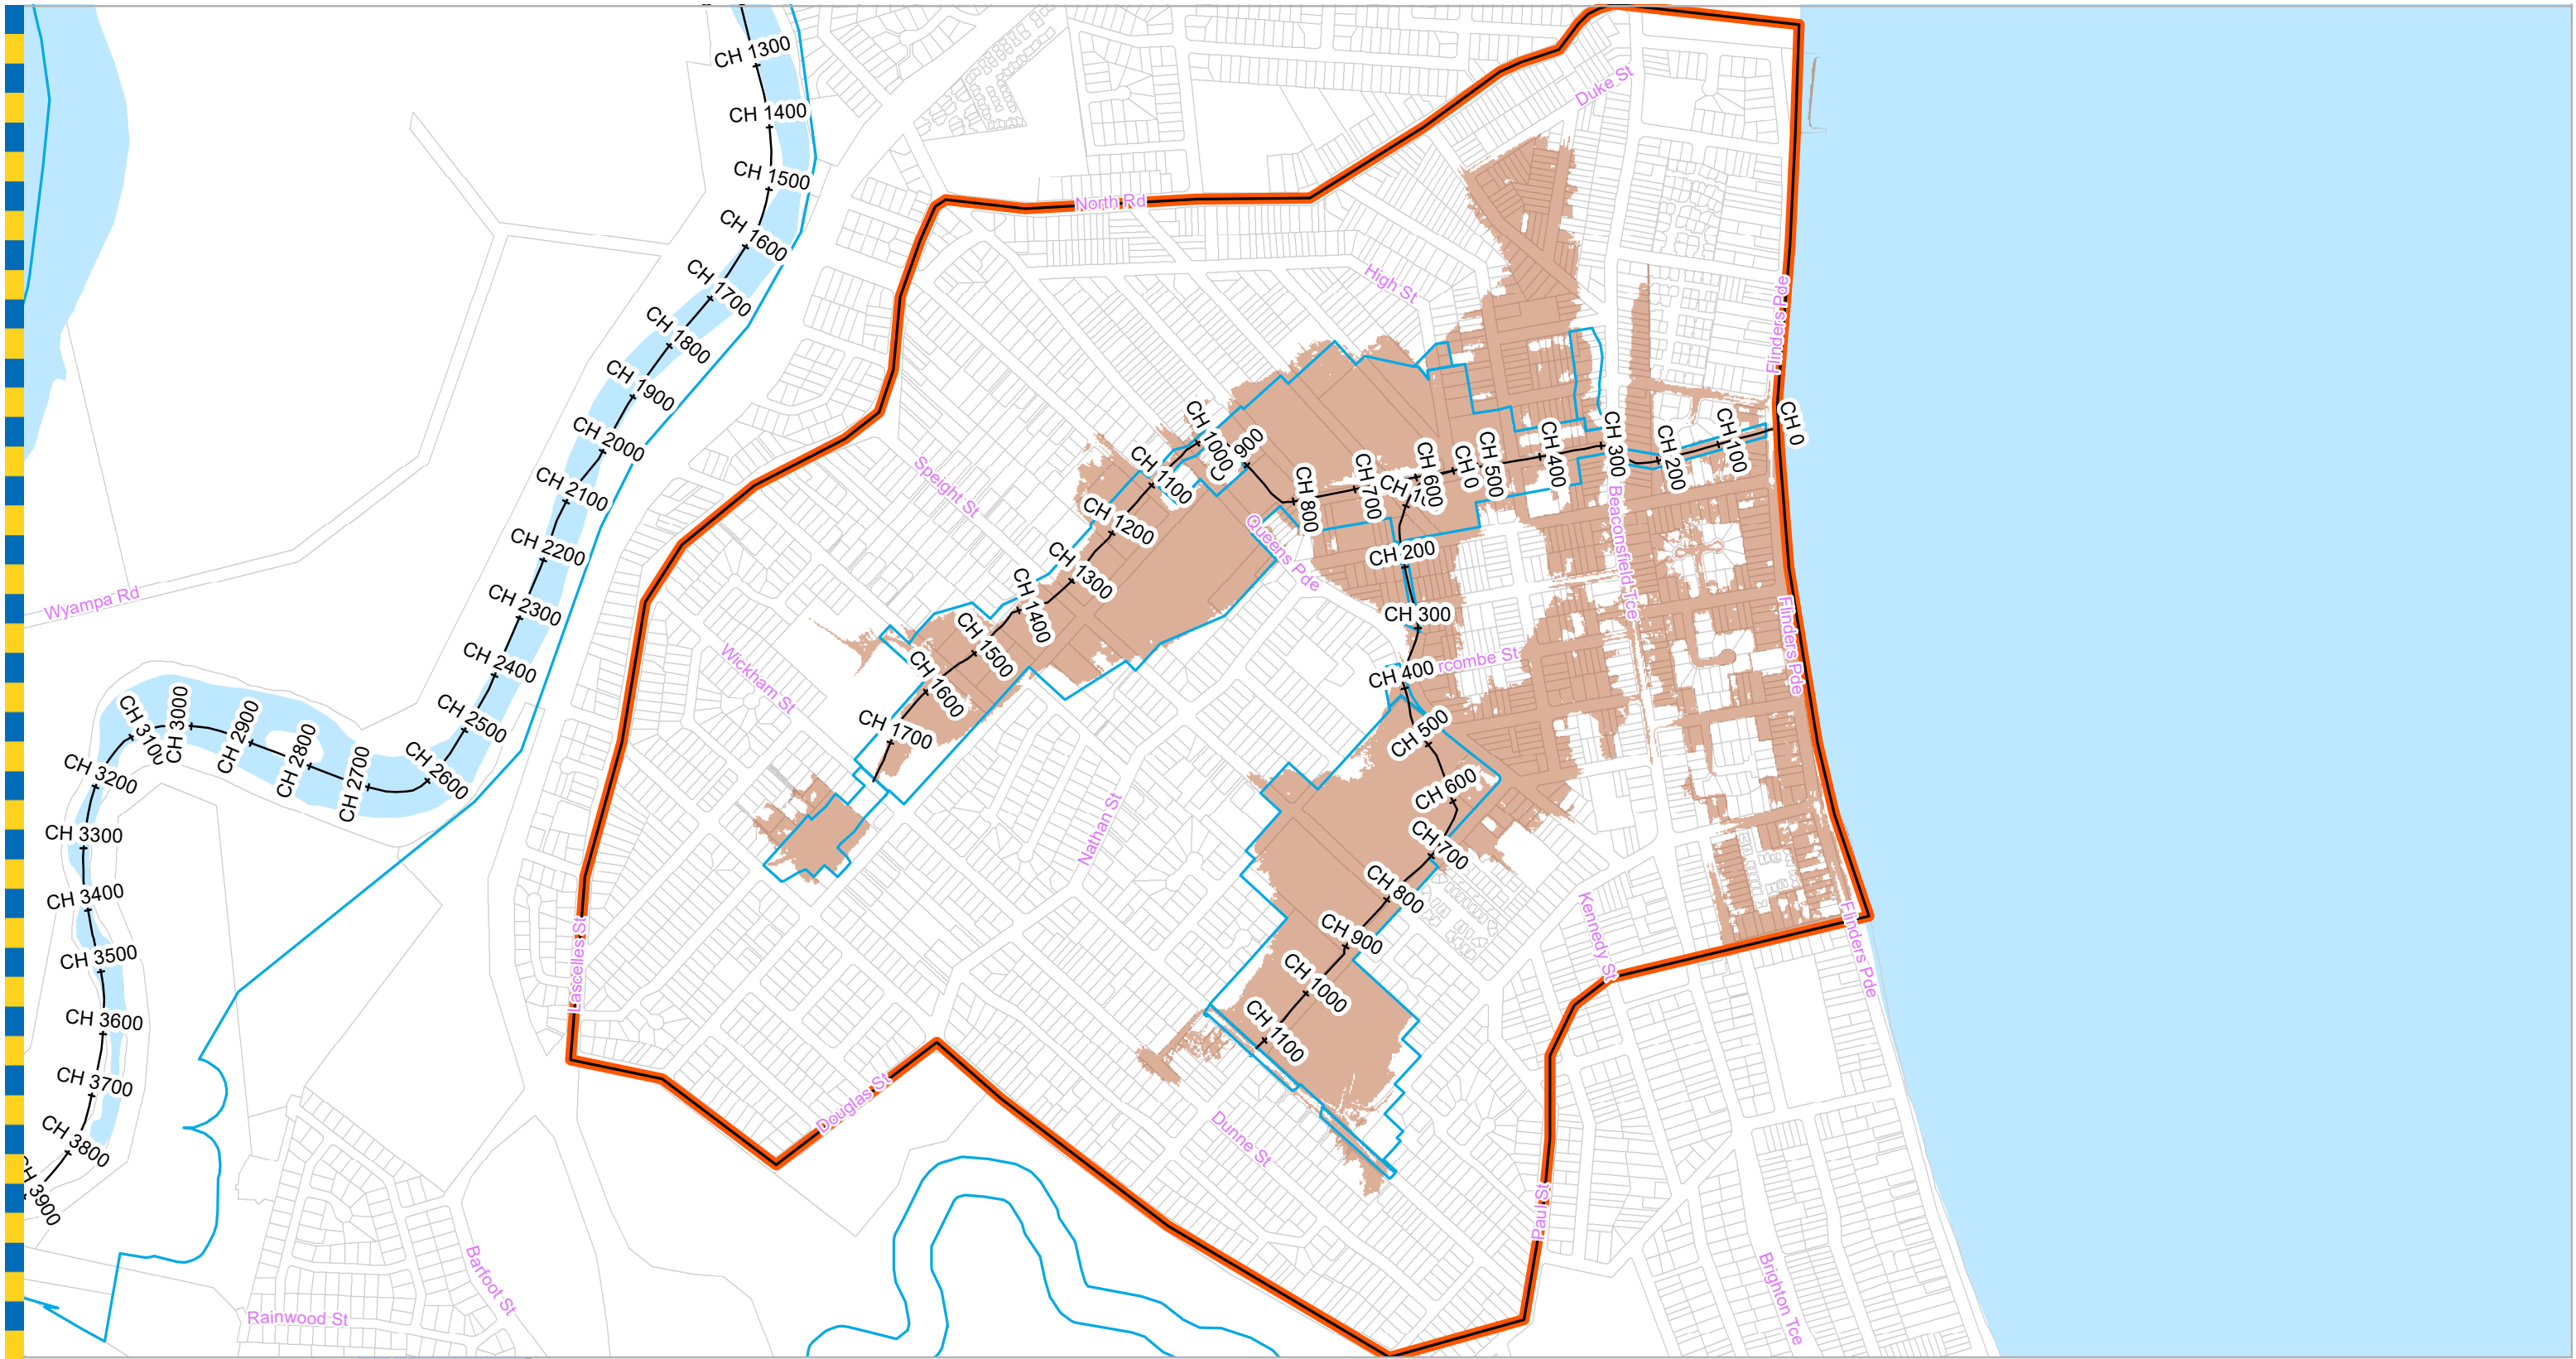 CH 1300
CH 1400
CH 1500
CH 1600
CH 1700
CH 1800
CH 1900
CH 2000
CH 2100
CH 2200
CH 2300
CH 2400
CH 2500
CH 2600
CH 2700
CH 2800
CH 2900
CH 3000
CH 3100
CH 3200
CH 3300
CH 3400
CH 3500
CH 3600
CH 3700
CH 3800
CH 3900
Wyampa Rd
Rainwood St
Barfoot St
Duke St
North Rd
High St
Flinders Pde
Speight St
Queens Pde
Beaconsfield Tce
Flinders Pde
Wickham St
Nathan St
Kennedy St
Flinders Pde
Lascelles St
Douglas St
Dunne St
Paul St
Brighton Tce
CH 0
CH 100
CH 200
CH 300
CH 400
CH 500
CH 600
CH 700
CH 800
900
CH 1000
CH 1100
CH 1200
CH 1300
CH 1400
CH 1500
CH 1600
CH 1700
CH 0
CH 200
CH 300
CH 400
CH 500
CH 600
CH 700
CH 800
CH 900
CH 1000
CH 1100